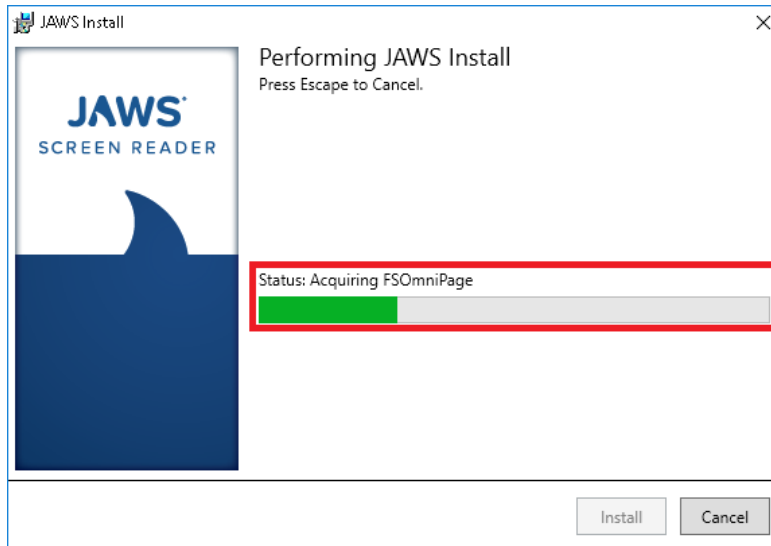 JAWS Install
Performing JAWS Install
Press Escape to Cancel.
JAWS
SCREEN READER
Status: Acquiring FSOmniPage
Install
Cancel